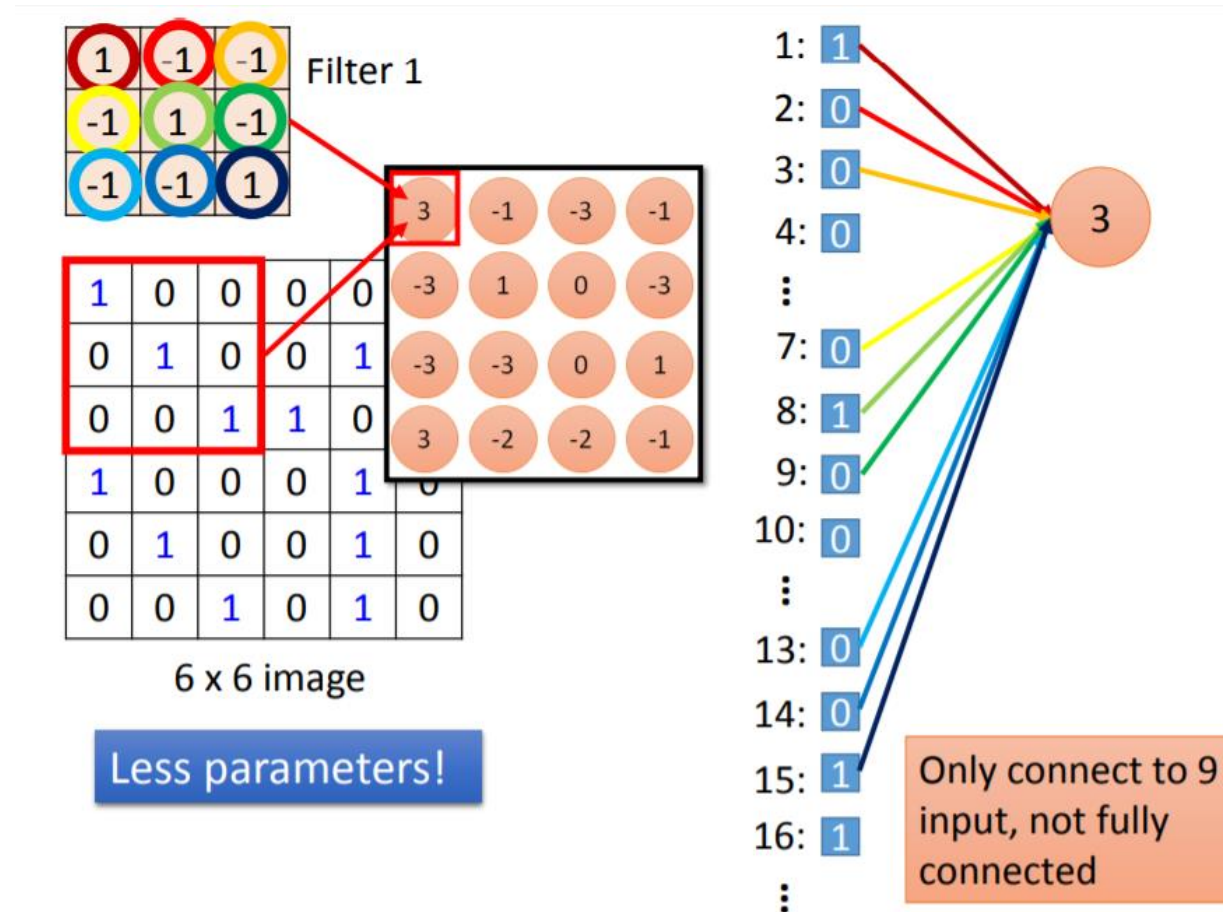 1 -1 -1
Filter 1
-1 1 -1
-1 -1 1
3 -1 -3 -1
-3 1 0 -3
-3 -3 0 1
3 -2 -2 -1
1 0 0 0 0
0 1 0 0 1
0 0 1 1 0
1 0 0 0 1
0 1 0 0 1 0
0 0 1 0 1 0
6 x 6 image
Less parameters!
1: 1
2: 0
3: 0
4: 0
⋮
7: 0
8: 1
9: 0
10: 0
⋮
13: 0
14: 0
15: 1
16: 1
⋮
3
Only connect to 9
input, not fully
connected